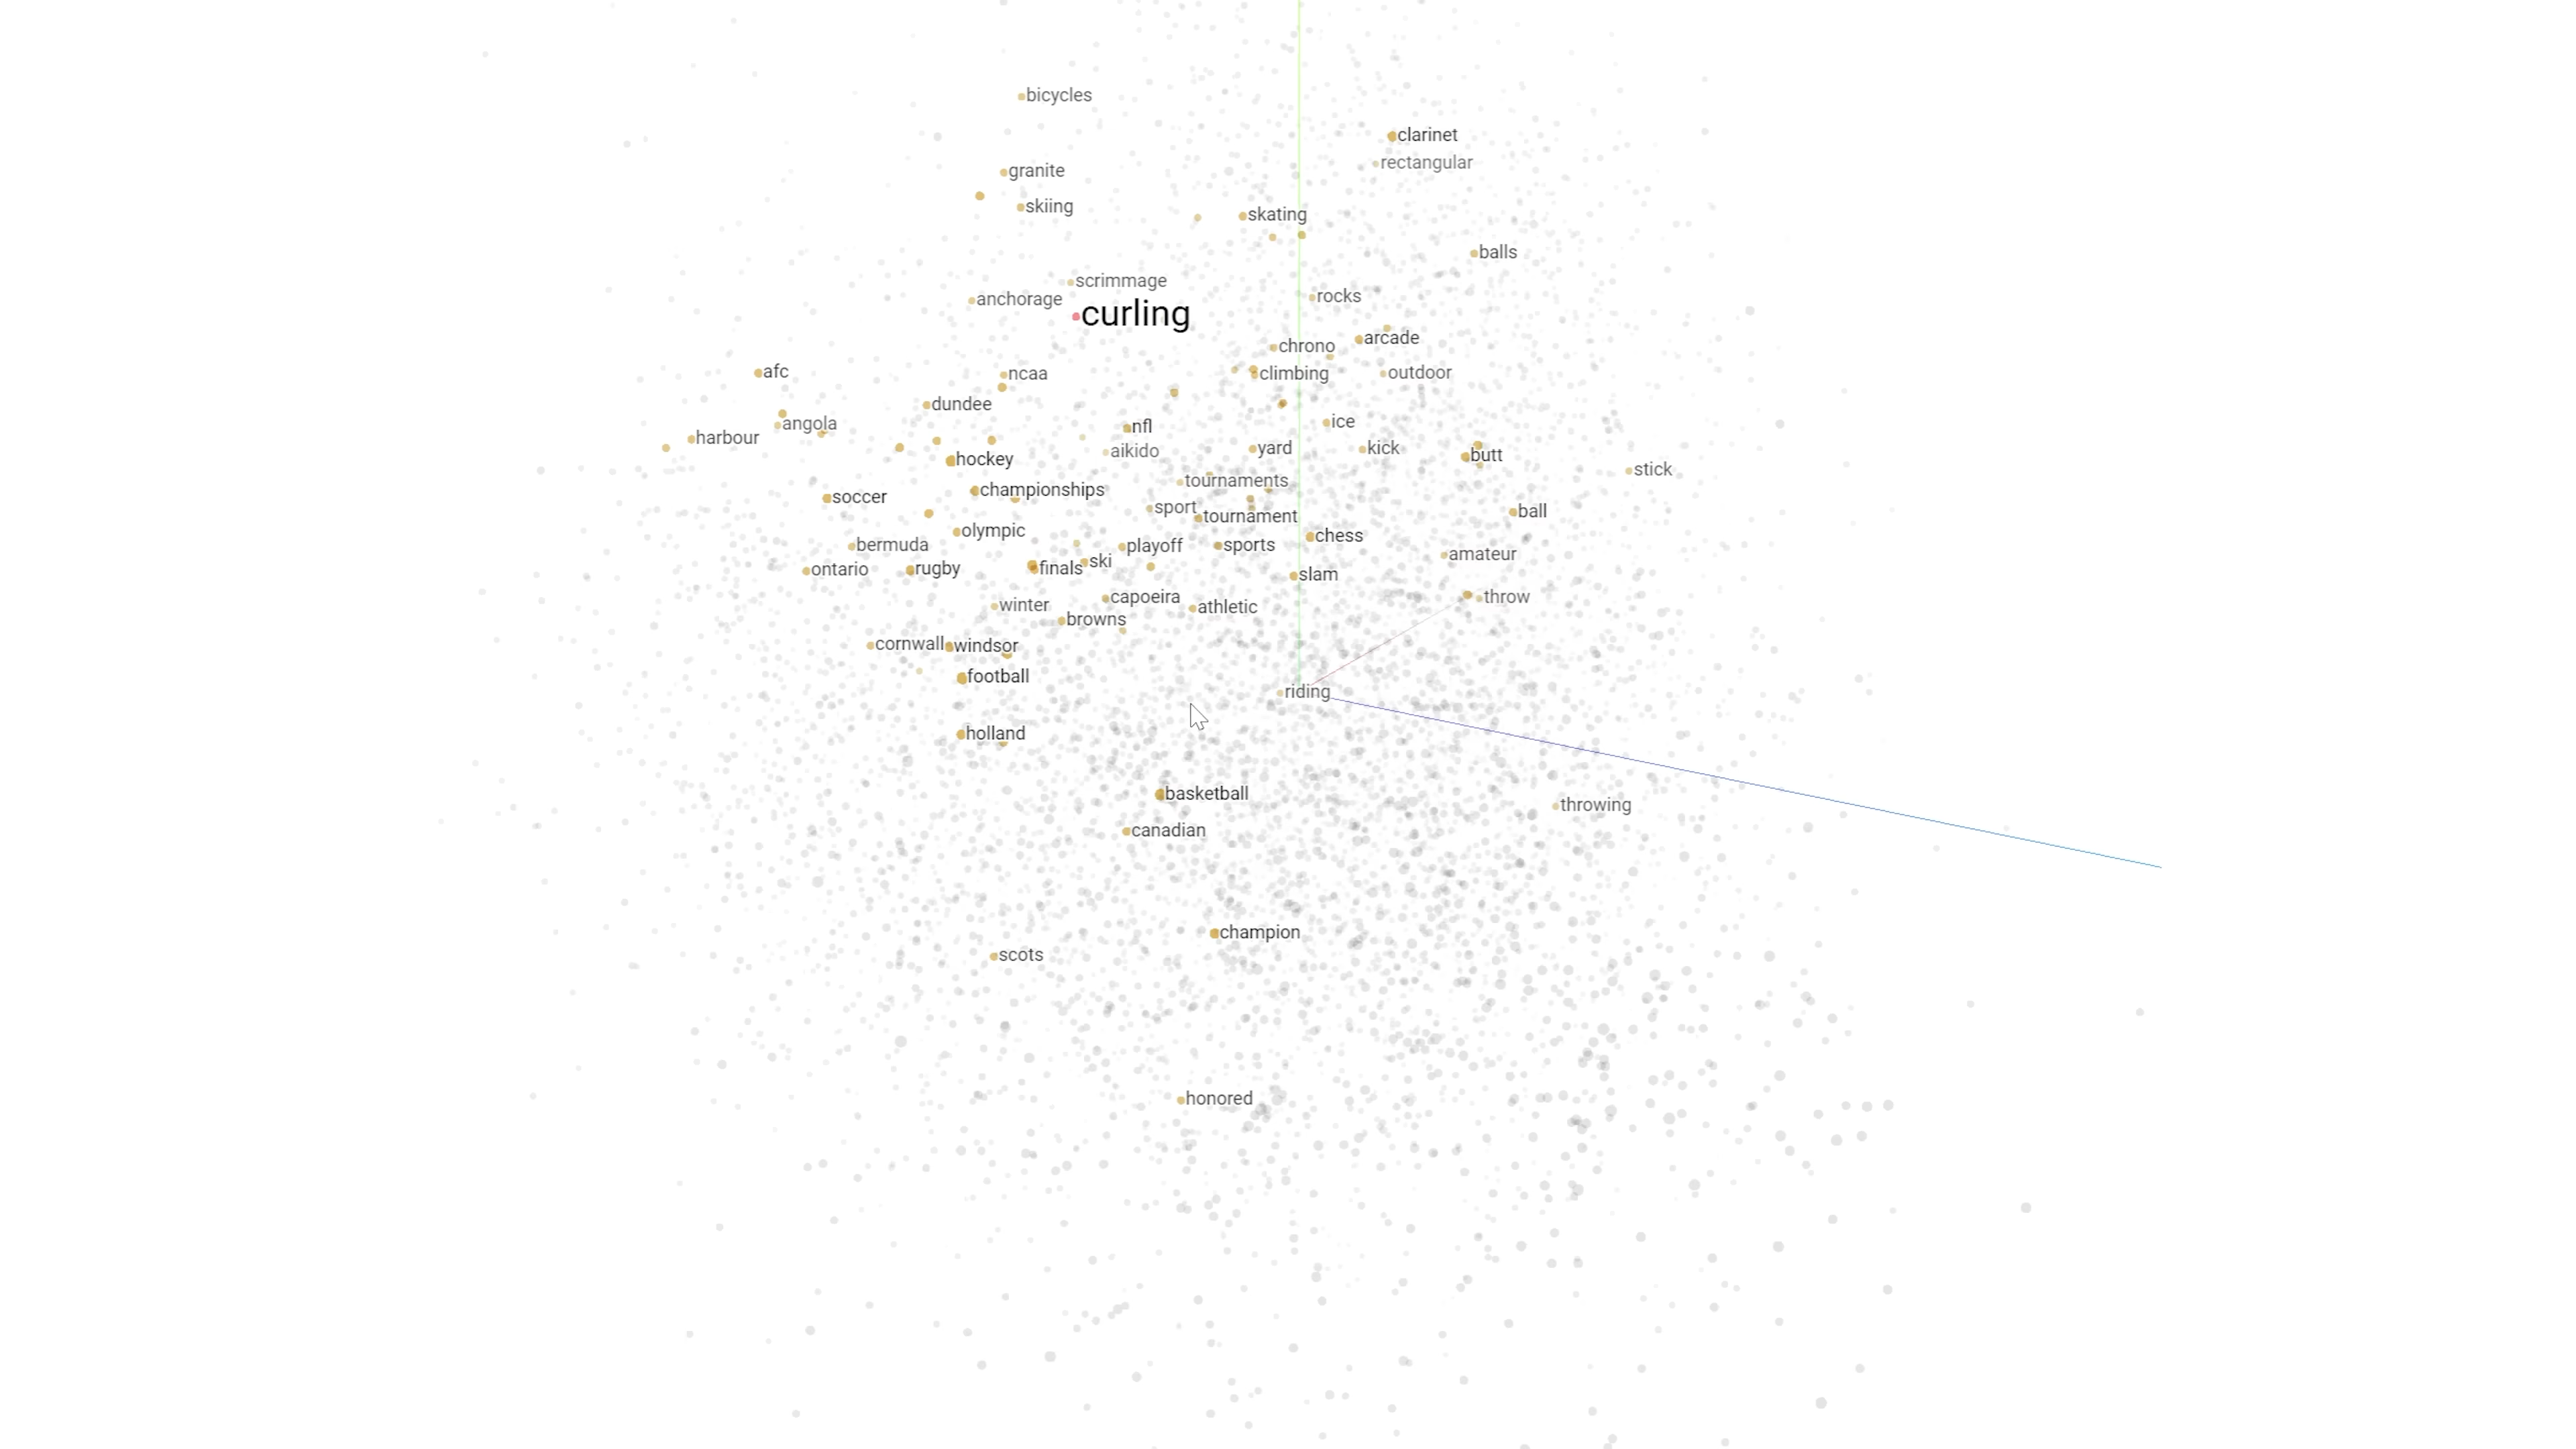 bicycles
clarinet
rectangular
granite
skiing
skating
balls
scrimmage
anchorage
rocks
curling
arcade
chrono
afc
ncaa
climbing
outdoor
dundee
angola
ice
nfl
harbour
aikido
yard
kick
butt
hockey
stick
tournaments
championships
soccer
sport
tournament
ball
olympic
chess
bermuda
playoff
sports
amateur
ski
finals
ontario
rugby
slam
capoeira
throw
winter
athletic
browns
cornwall
windsor
football
riding
holland
basketball
throwing
canadian
champion
scots
honored